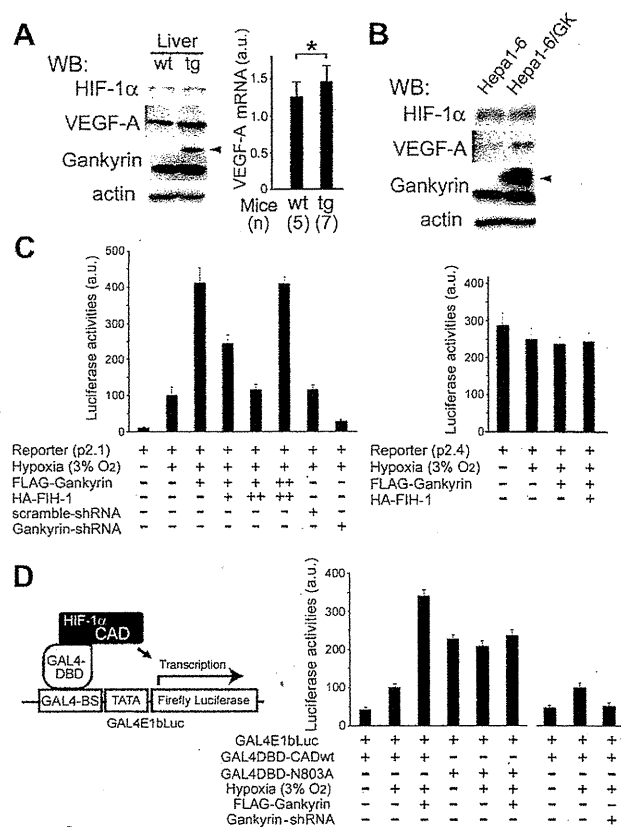 A
Liver
WB: wt tg
HIF-1α
VEGF-A
Gankyrin
actin
VEGF-A mRNA (a.u.)
1.5
1.0
0.5
0
*
Mice wt tg
(n) (5) (7)
B
WB: Hepa1-6 Hepa1-6/GK
HIF-1α
VEGF-A
Gankyrin
actin
C
Luciferase activities (a.u.)
500
400
300
200
100
0
Reporter (p2.1) + + + + + + + +
Hypoxia (3% O2) - + + + + + + +
FLAG-Gankyrin - - + + + ++ - -
HA-FIH-1 - - - + ++ ++ - -
scramble-shRNA - - - - - - + -
Gankyrin-shRNA - - - - - - - +
Luciferase activities (a.u.)
400
300
200
100
0
Reporter (p2.4) + + + +
Hypoxia (3% O2) - + + +
FLAG-Gankyrin - - + +
HA-FIH-1 - - - +
D
HIF-1α
CAD
GAL4-
DBD
Transcription
GAL4-BS TATA Firefly Luciferase
GAL4E1bLuc
Luciferase activities (a.u.)
400
300
200
100
0
GAL4E1bLuc + + + + + + + + +
GAL4DBD-CADwt + + + - - - + + +
GAL4DBD-N803A - - - + + + - - -
Hypoxia (3% O2) - + + - + + - + +
FLAG-Gankyrin - - + - - + - - -
Gankyrin-shRNA - - - - - - - - +